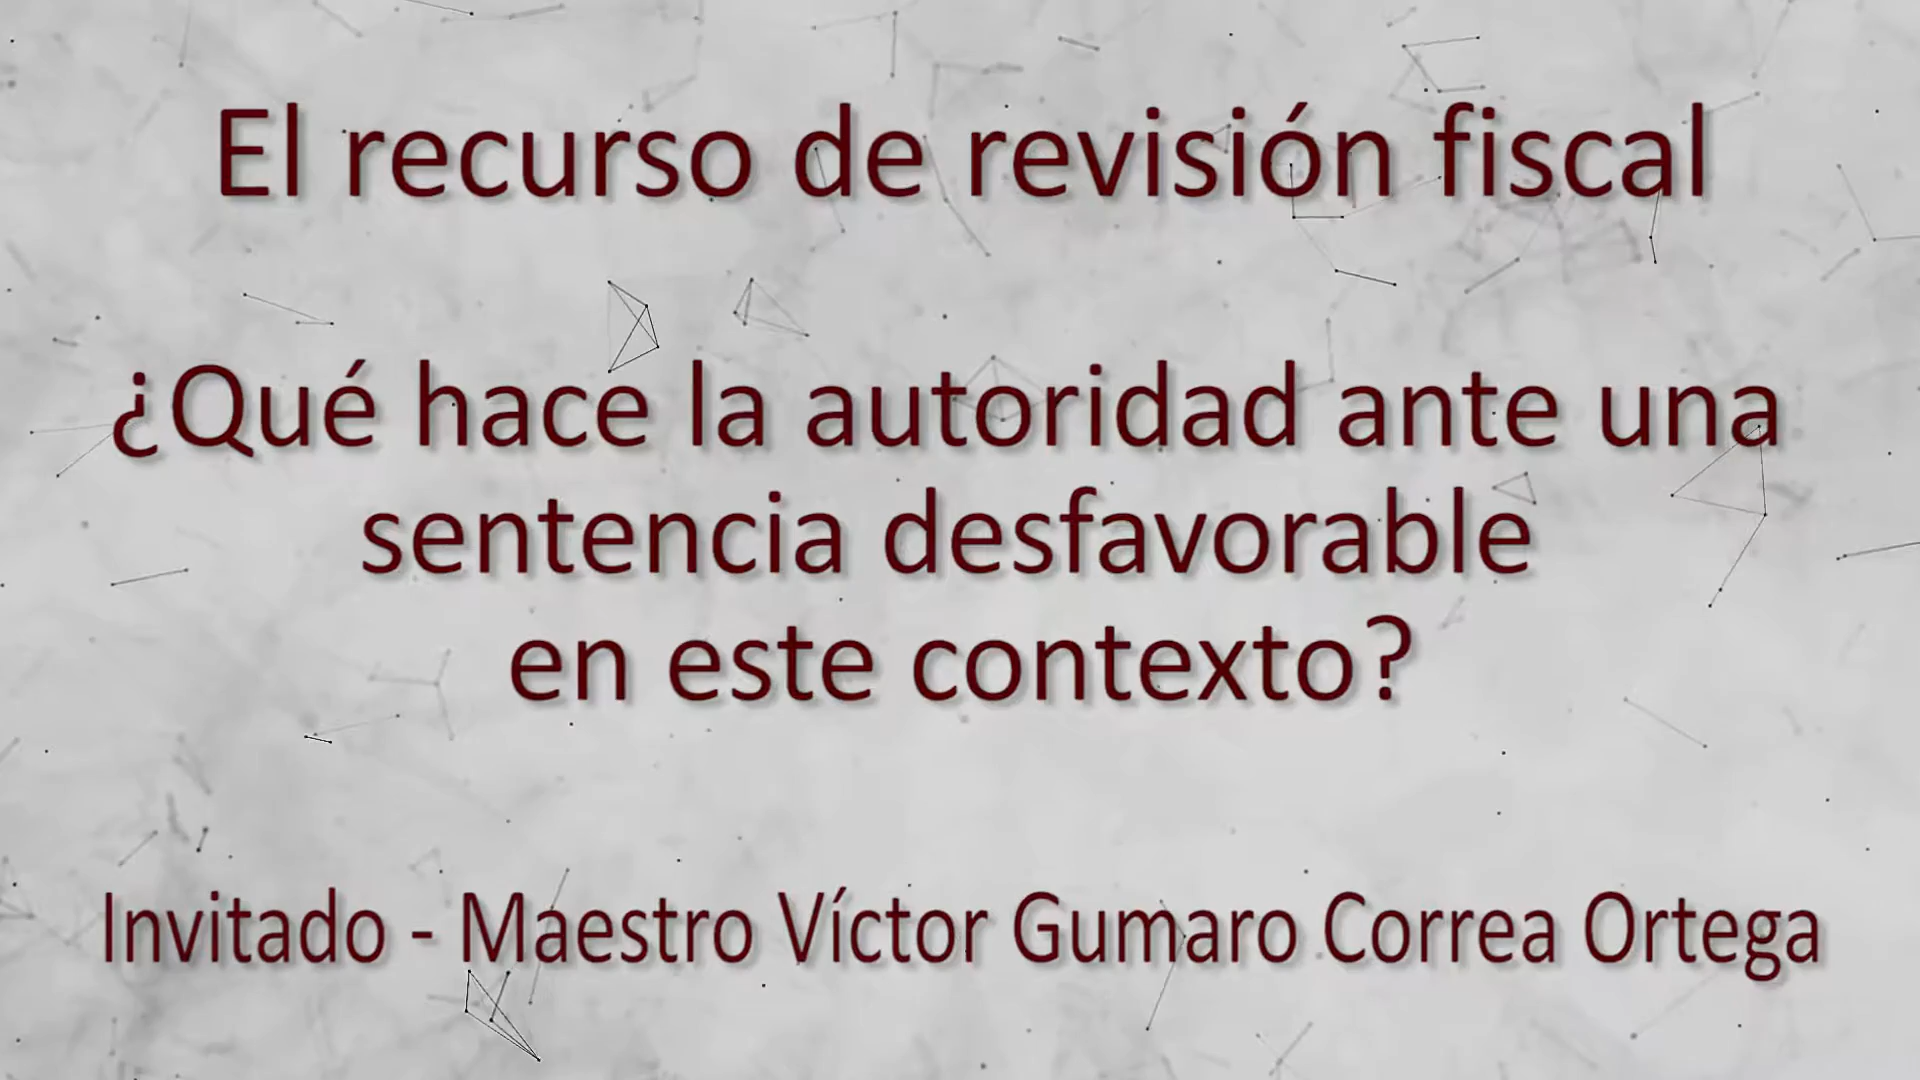 El recurso de revisión fiscal
¿Qué hace la autoridad ante una
sentencia desfavorable
en este contexto?
Invitado - Maestro Víctor Gumaro Correa Ortega